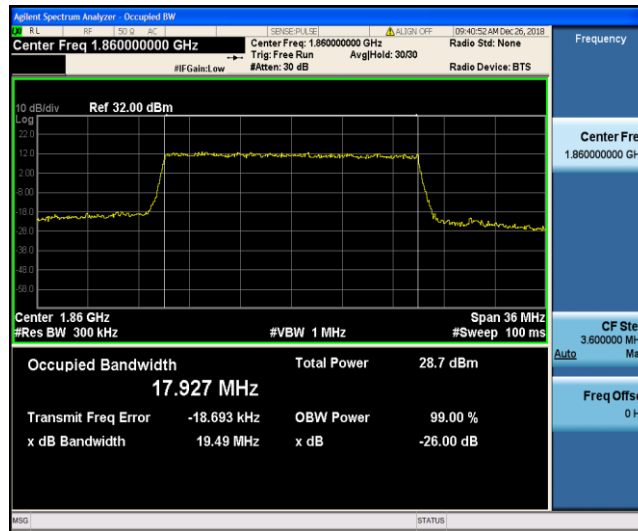 Agilent Spectrum Analyzer - Occupied BW
RL RF 50 Ω AC SENSE:PULSE ALIGN OFF 09:40:52 AM Dec 26, 2018
Center Freq 1.860000000 GHz
Center Freq: 1.860000000 GHz
Radio Std: None
Trig: Free Run Avg|Hold: 30/30
#IFGain:Low
#Atten: 30 dB
Radio Device: BTS
Frequency
10 dB/div Ref 32.00 dBm
Log
22.0
12.0
2.00
-8.00
-18.0
-28.0
-38.0
-48.0
-58.0
Center Fre
1.860000000 GH
Center 1.86 GHz
Span 36 MHz
#Res BW 300 kHz
#VBW 1 MHz
#Sweep 100 ms
CF Ste
3.600000 MH
Auto Ma
Occupied Bandwidth
17.927 MHz
Total Power 28.7 dBm
Transmit Freq Error -18.693 kHz
OBW Power 99.00 %
x dB Bandwidth 19.49 MHz
x dB -26.00 dB
Freq Offse
0 H
MSG
STATUS